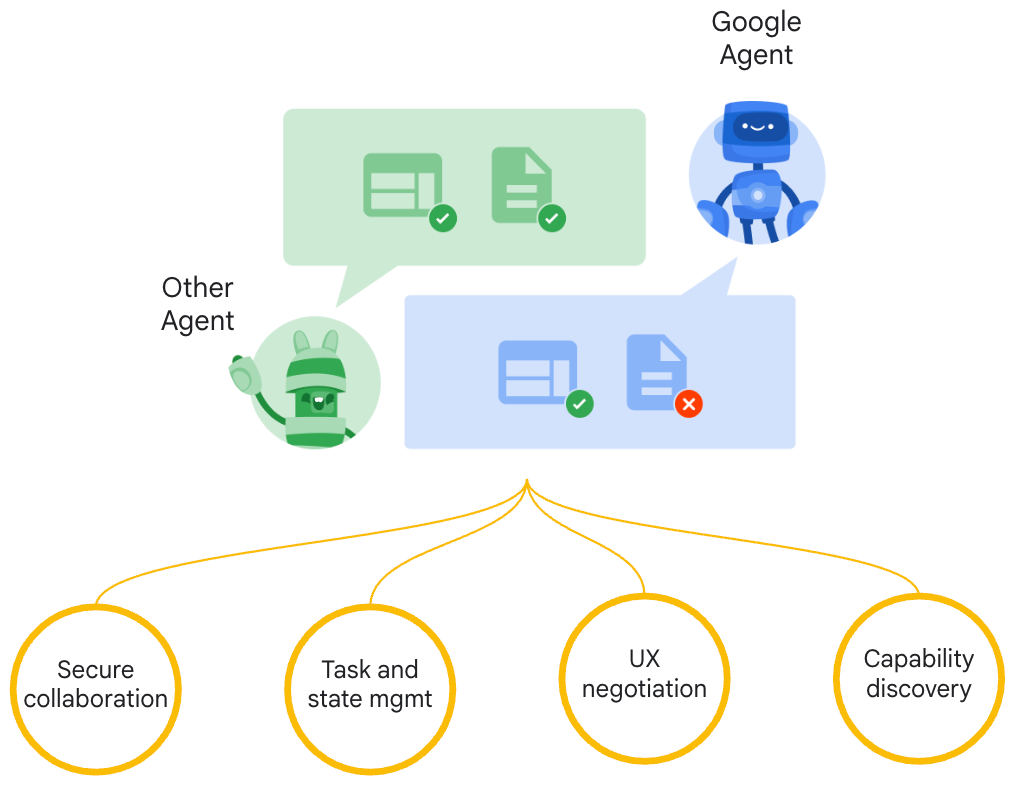 Google
Agent
Other
Agent
Secure
collaboration
Task and
state mgmt
UX
negotiation
Capability
discovery